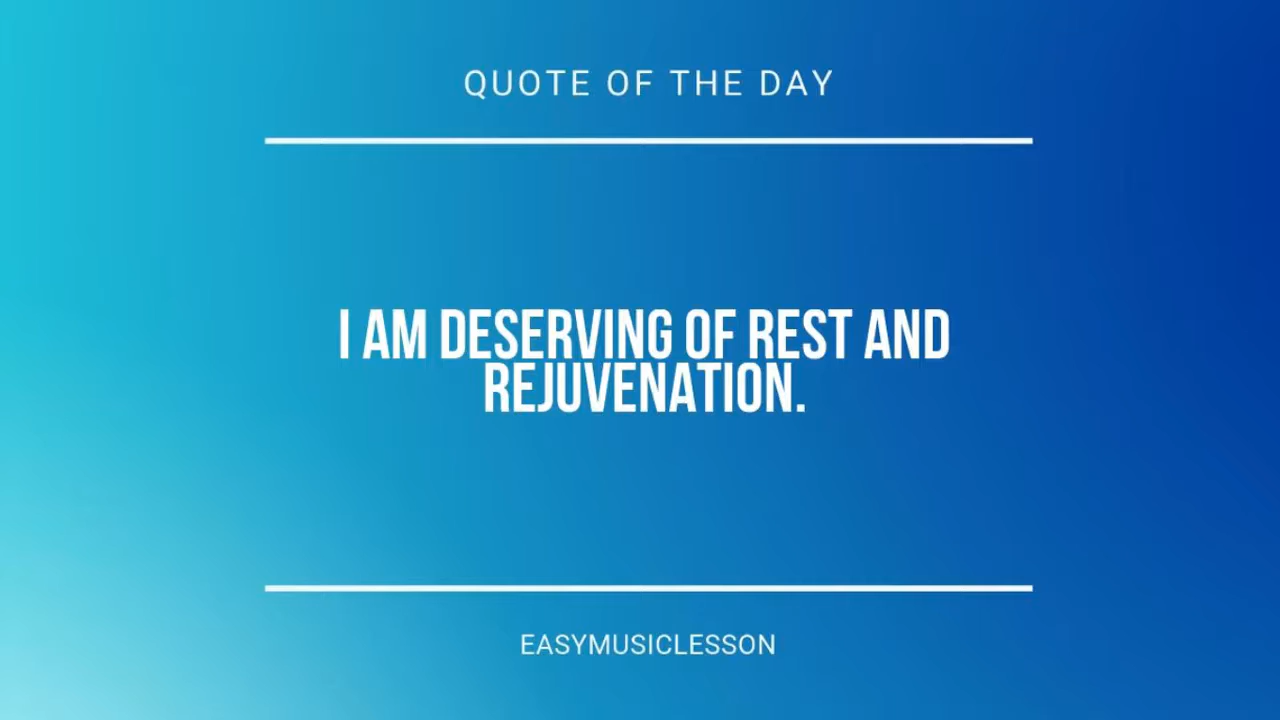 QUOTE OF THE DAY
I AM DESERVING OF REST AND
REJUVENATION.
EASYMUSICLESSON